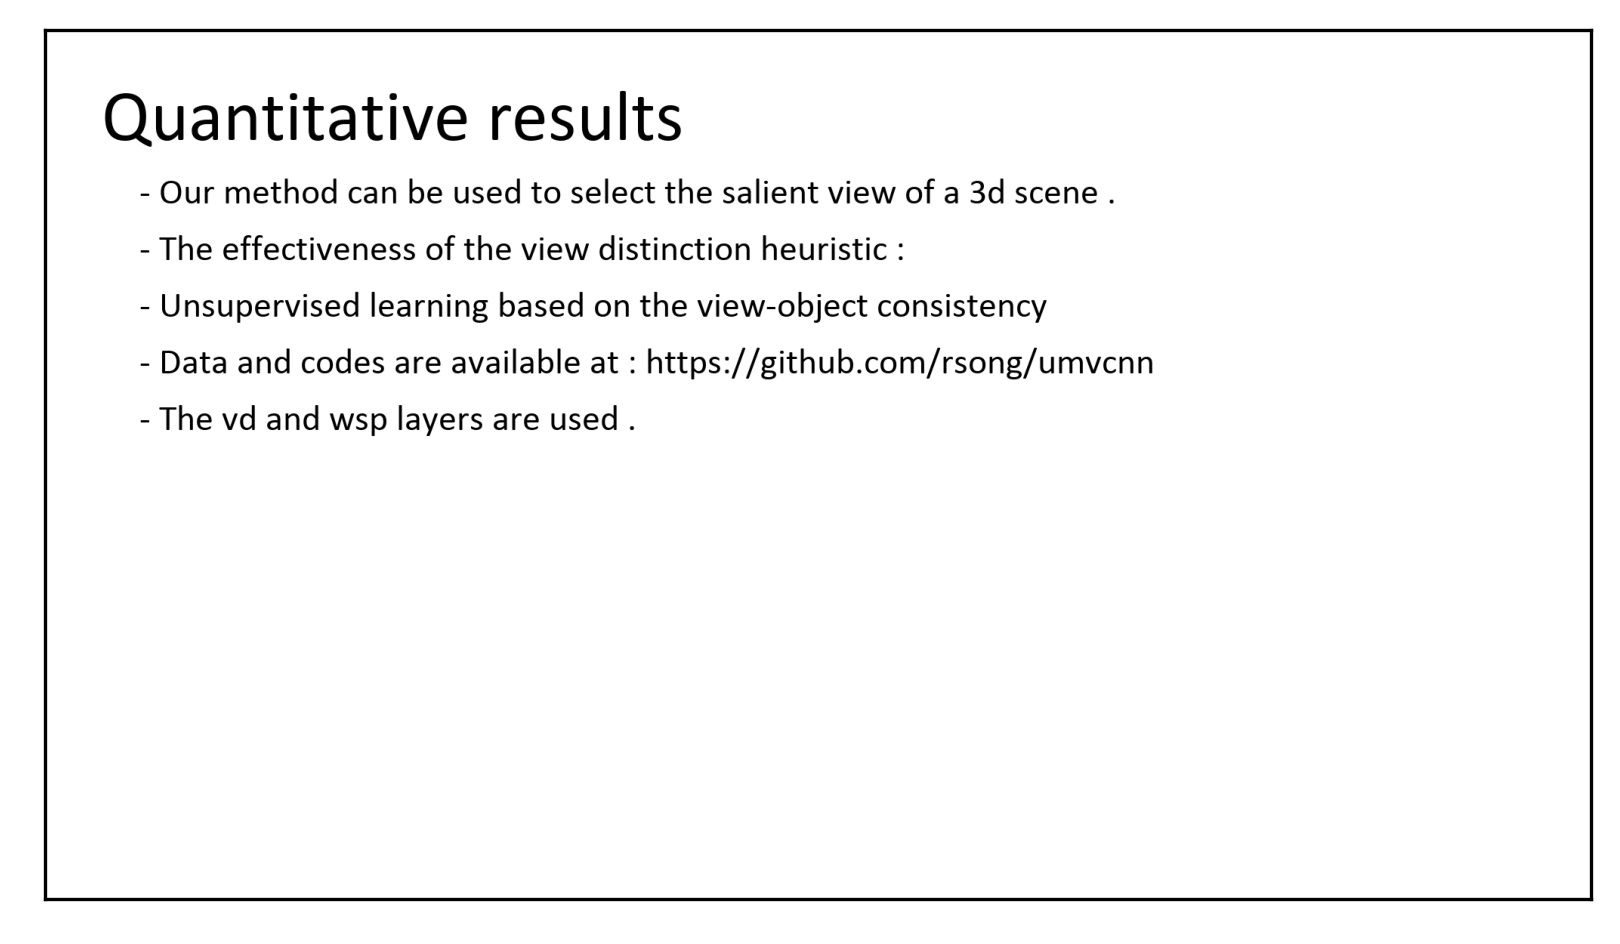 Quantitative results
- Our method can be used to select the salient view of a 3d scene .
- The effectiveness of the view distinction heuristic :
- Unsupervised learning based on the view-object consistency
- Data and codes are available at : https://github.com/rsong/umvcnn
- The vd and wsp layers are used .